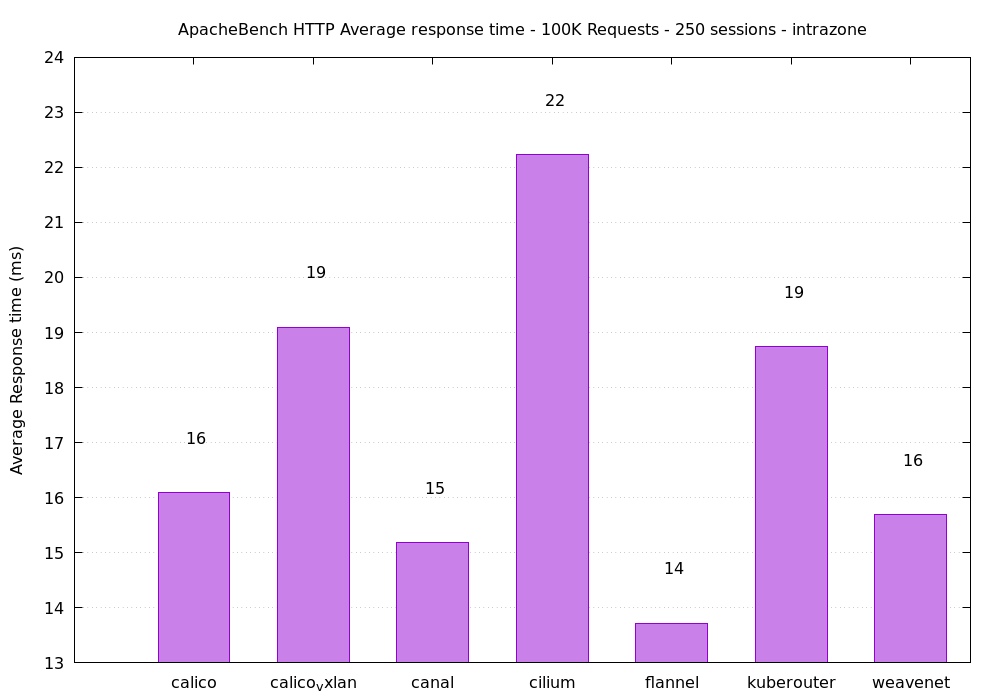 ApacheBench HTTP Average response time - 100K Requests - 250 sessions - intrazone
Average Response time (ms)
24
23
22
21
20
19
18
17
16
15
14
13
16
19
15
22
14
19
16
calico
calicovxlan
canal
cilium
flannel
kuberouter
weavenet